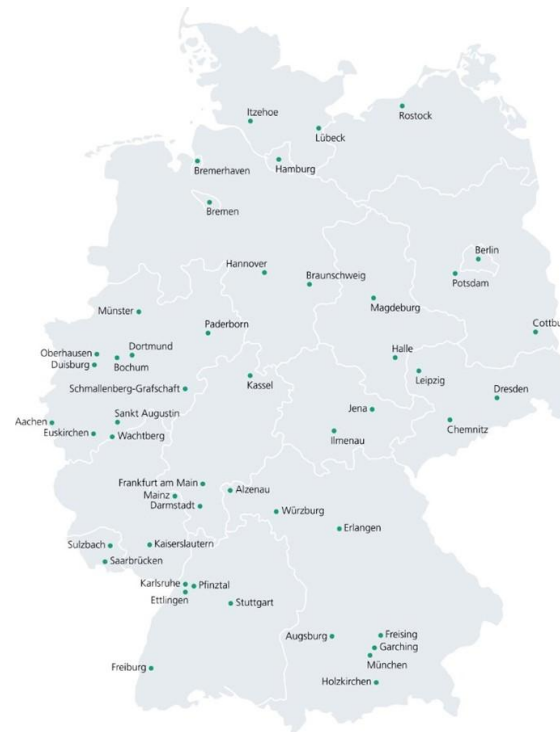 Itzehoe
Rostock
Lübeck
Bremerhaven
Hamburg
Bremen
Berlin
Hannover
Braunschweig
Potsdam
Magdeburg
Münster
Cottbu
Paderborn
Dortmund
Oberhausen
Halle
Duisburg
Bochum
Leipzig
Kassel
Schmallenberg-Grafschaft
Dresden
Jena
Sankt Augustin
Aachen
Chemnitz
Euskirchen
Wachtberg
Ilmenau
Frankfurt am Main
Alzenau
Mainz
Darmstadt
Würzburg
Erlangen
Sulzbach
Kaiserslautern
Saarbrücken
Karlsruhe
Pfinztal
Ettlingen
Stuttgart
Augsburg
Freising
Garching
München
Freiburg
Holzkirchen